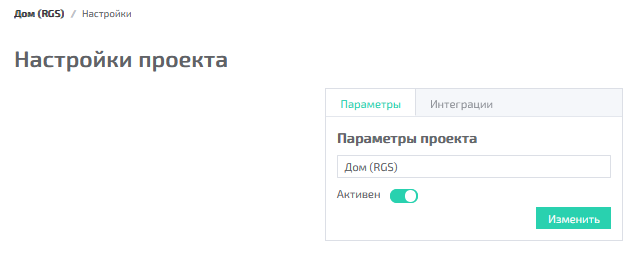 Дом (RGS) / Настройки
Настройки проекта
Параметры Интеграции
Параметры проекта
Дом (RGS)
Активен
Изменить